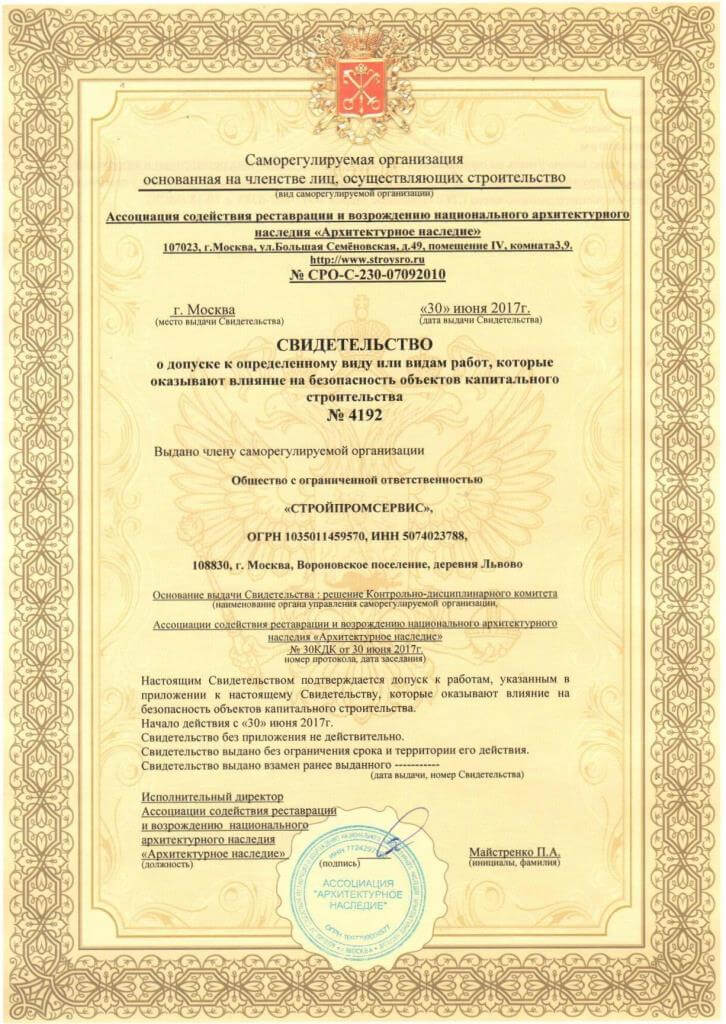 Саморегулируемая организация
основанная на членстве лиц, осуществляющих строительство
(вид саморегулируемой организации)
Ассоциация содействия реставрации и возрождению национального архитектурного
наследия «Архитектурное наследие»
107023, г.Москва, ул.Большая Семёновская, д.49, помещение IV, комната3,9.
http://www.stroysro.ru
№ СРО-С-230-07092010
г. Москва «30» июня 2017г.
(место выдачи Свидетельства) (дата выдачи Свидетельства)
СВИДЕТЕЛЬСТВО
о допуске к определенному виду или видам работ, которые
оказывают влияние на безопасность объектов капитального
строительства
№ 4192
Выдано члену саморегулируемой организации
Общество с ограниченной ответственностью
«СТРОЙПРОМСЕРВИС»,
ОГРН 1035011459570, ИНН 5074023788,
108830, г. Москва, Вороновское поселение, деревня Львово
Основание выдачи Свидетельства : решение Контрольно-дисциплинарного комитета
(наименование органа управления саморегулируемой организации,
Ассоциации содействия реставрации и возрождению национального архитектурного
наследия «Архитектурное наследие»
№ 30КДК от 30 июня 2017г.
номер протокола, дата заседания)
Настоящим Свидетельством подтверждается допуск к работам, указанным в
приложении к настоящему Свидетельству, которые оказывают влияние на
безопасность объектов капитального строительства.
Начало действия с «30» июня 2017г.
Свидетельство без приложения не действительно.
Свидетельство выдано без ограничения срока и территории его действия.
Свидетельство выдано взамен ранее выданного -----------
(дата выдачи, номер Свидетельства)
Исполнительный директор
Ассоциации содействия реставрации
и возрождению национального
архитектурного наследия
«Архитектурное наследие» Майстренко П.А.
(должность) (подпись) (инициалы, фамилия)
АССОЦИАЦИЯ
"АРХИТЕКТУРНОЕ
НАСЛЕДИЕ"
г.МОСКВА